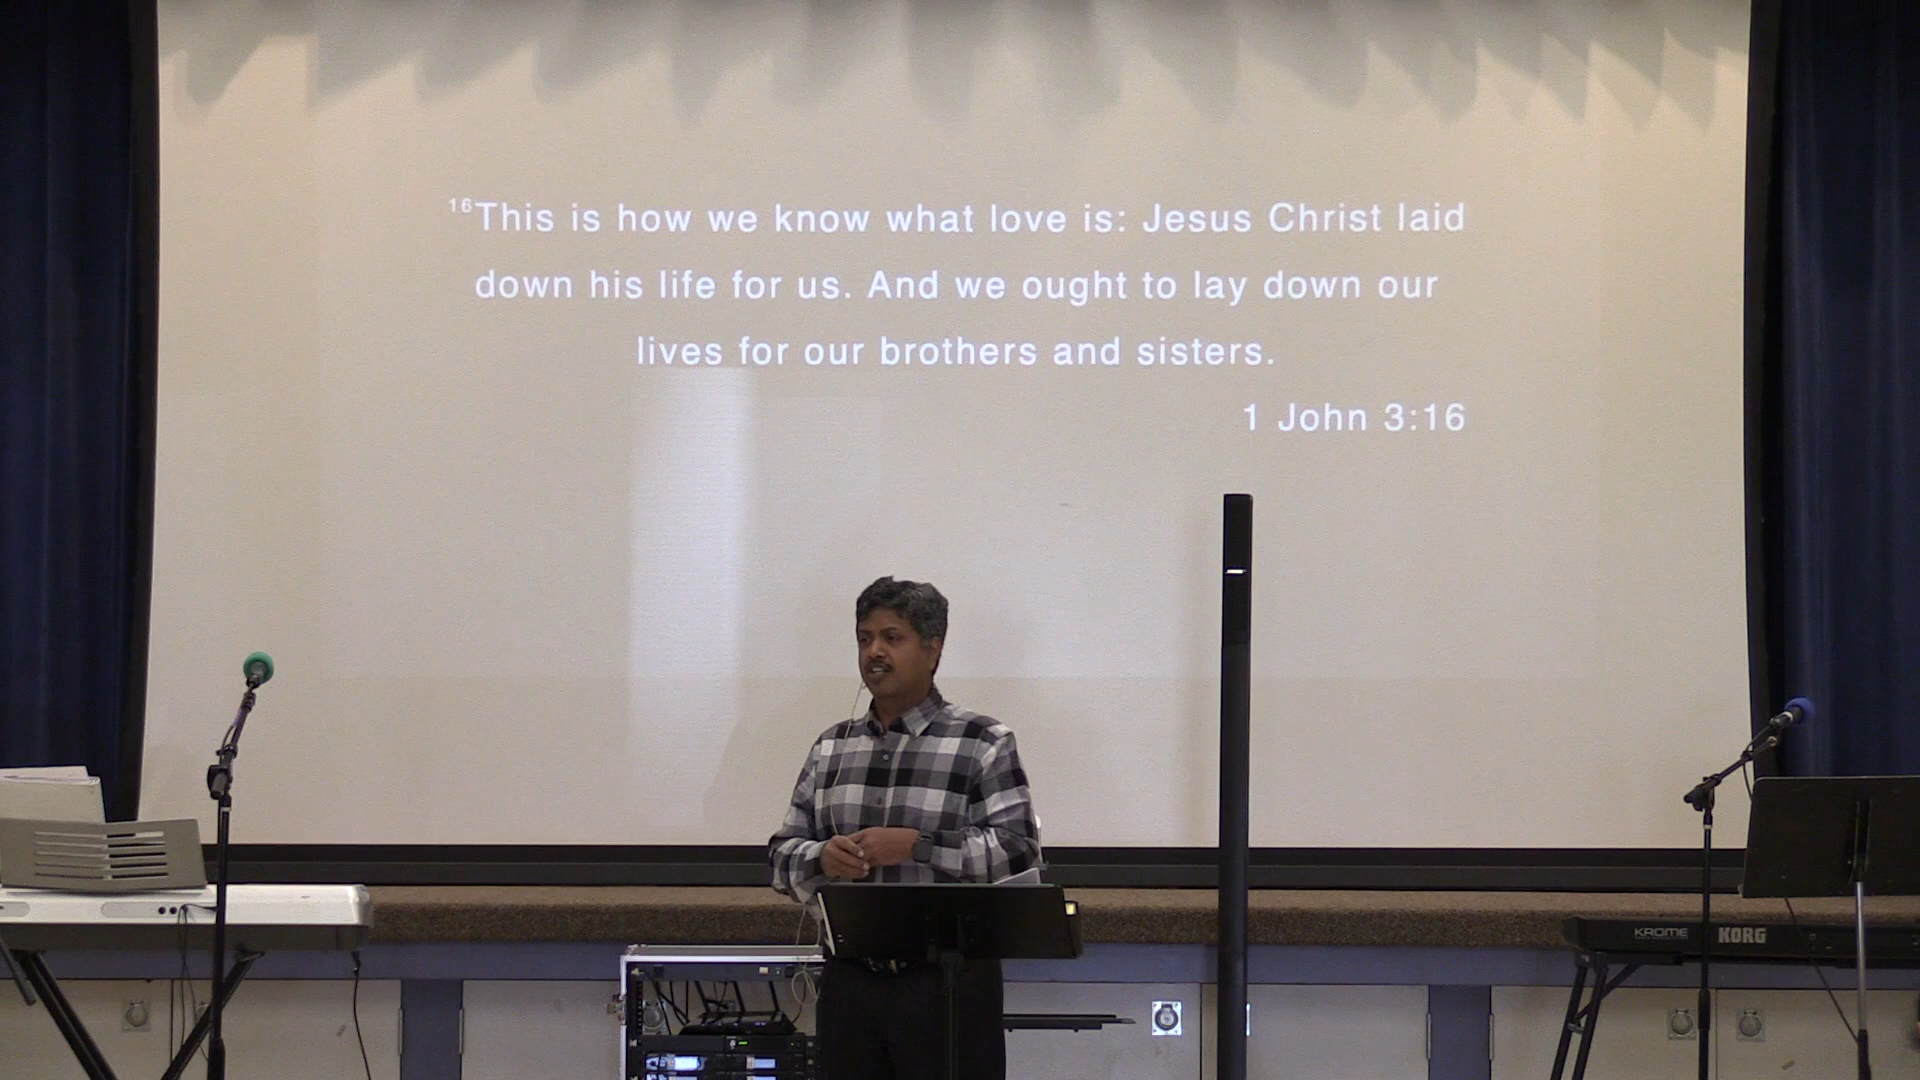 16This is how we know what love is: Jesus Christ laid
down his life for us. And we ought to lay down our
lives for our brothers and sisters.
1 John 3:16
KROME
KORG